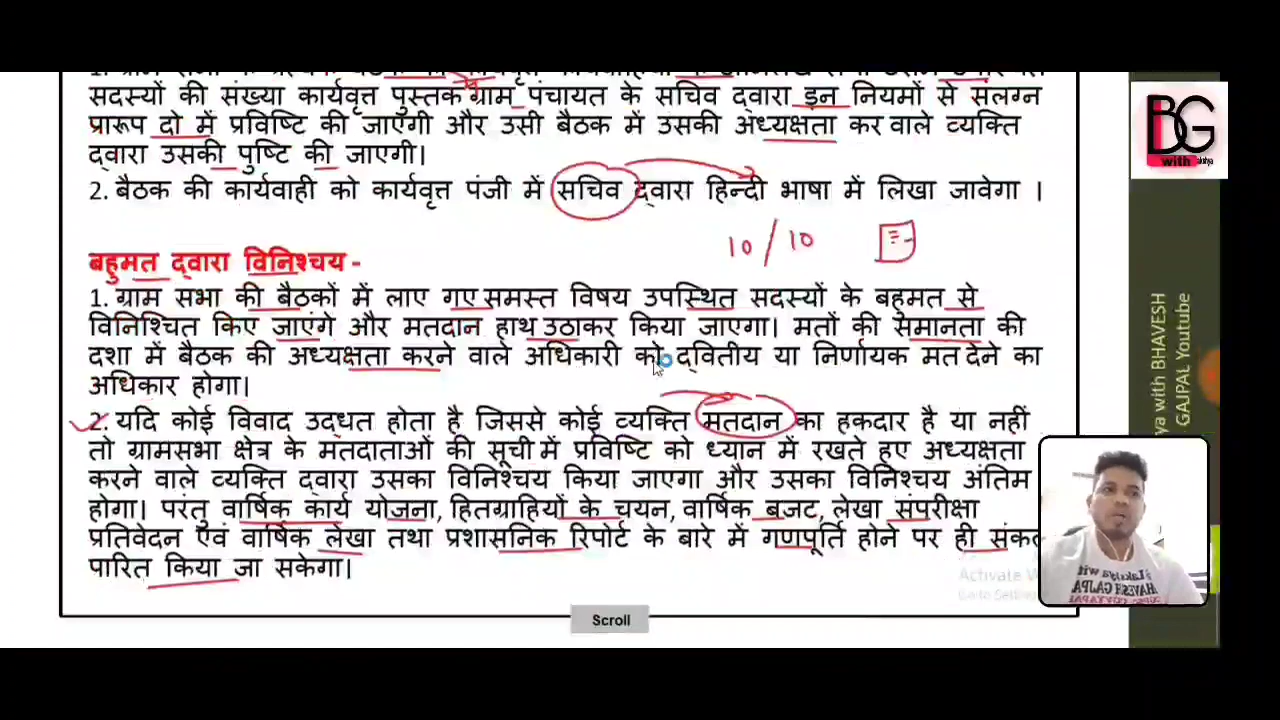 सदस्यों की संख्या कार्यवृत्त पुस्तक ग्राम पंचायत के सचिव द्वारा इन नियमों से संलग्न
प्रारूप दो में प्रविष्टि की जाएगी और उसी बैठक में उसकी अध्यक्षता कर वाले व्यक्ति
द्वारा उसकी पुष्टि की जाएगी।
2. बैठक की कार्यवाही को कार्यवृत्त पंजी में सचिव द्वारा हिन्दी भाषा में लिखा जावेगा ।
10/10
बहुमत द्वारा विनिश्चय -
1. ग्राम सभा की बैठकों में लाए गए समस्त विषय उपस्थित सदस्यों के बहुमत से
विनिश्चित किए जाएंगे और मतदान हाथ उठाकर किया जाएगा। मतों की समानता की
दशा में बैठक की अध्यक्षता करने वाले अधिकारी को द्वितीय या निर्णायक मत देने का
अधिकार होगा।
2. यदि कोई विवाद उद्धत होता है जिससे कोई व्यक्ति मतदान का हकदार है या नहीं
तो ग्रामसभा क्षेत्र के मतदाताओं की सूची में प्रविष्टि को ध्यान में रखते हुए अध्यक्षता
करने वाले व्यक्ति द्वारा उसका विनिश्चय किया जाएगा और उसका विनिश्चय अंतिम
होगा। परंतु वार्षिक कार्य योजना, हितग्राहियों के चयन, वार्षिक बजट, लेखा संपरीक्षा
प्रतिवेदन एवं वार्षिक लेखा तथा प्रशासनिक रिपोर्ट के बारे में गणपूर्ति होने पर ही
पारित किया जा सकेगा।
Scroll
BG
with
with BHAVESH
GAJPAL Youtube
Activate